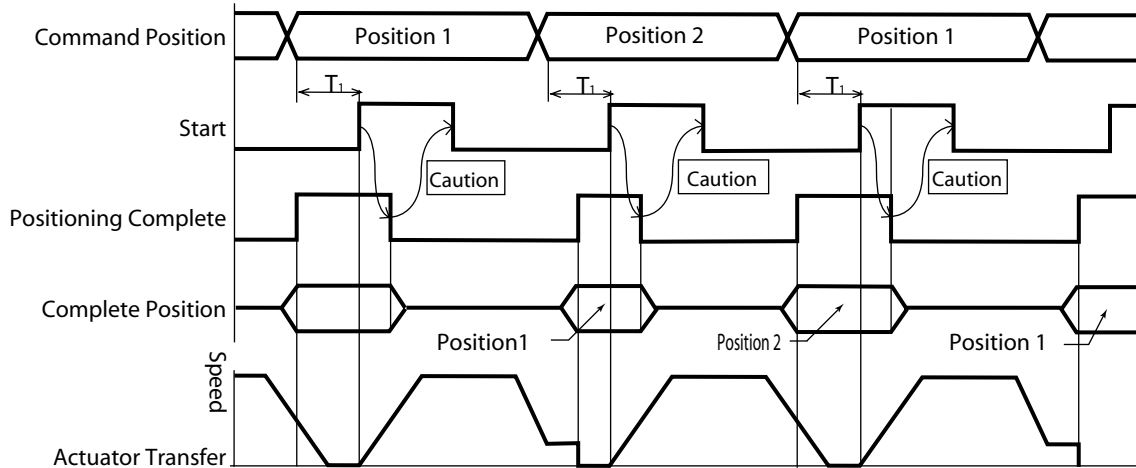 Command Position
Position 1
Position 2
Position 1
T1
T1
T1
Start
Caution
Caution
Caution
Positioning Complete
Complete Position
Position1
Position 2
Position 1
Speed
Actuator Transfer